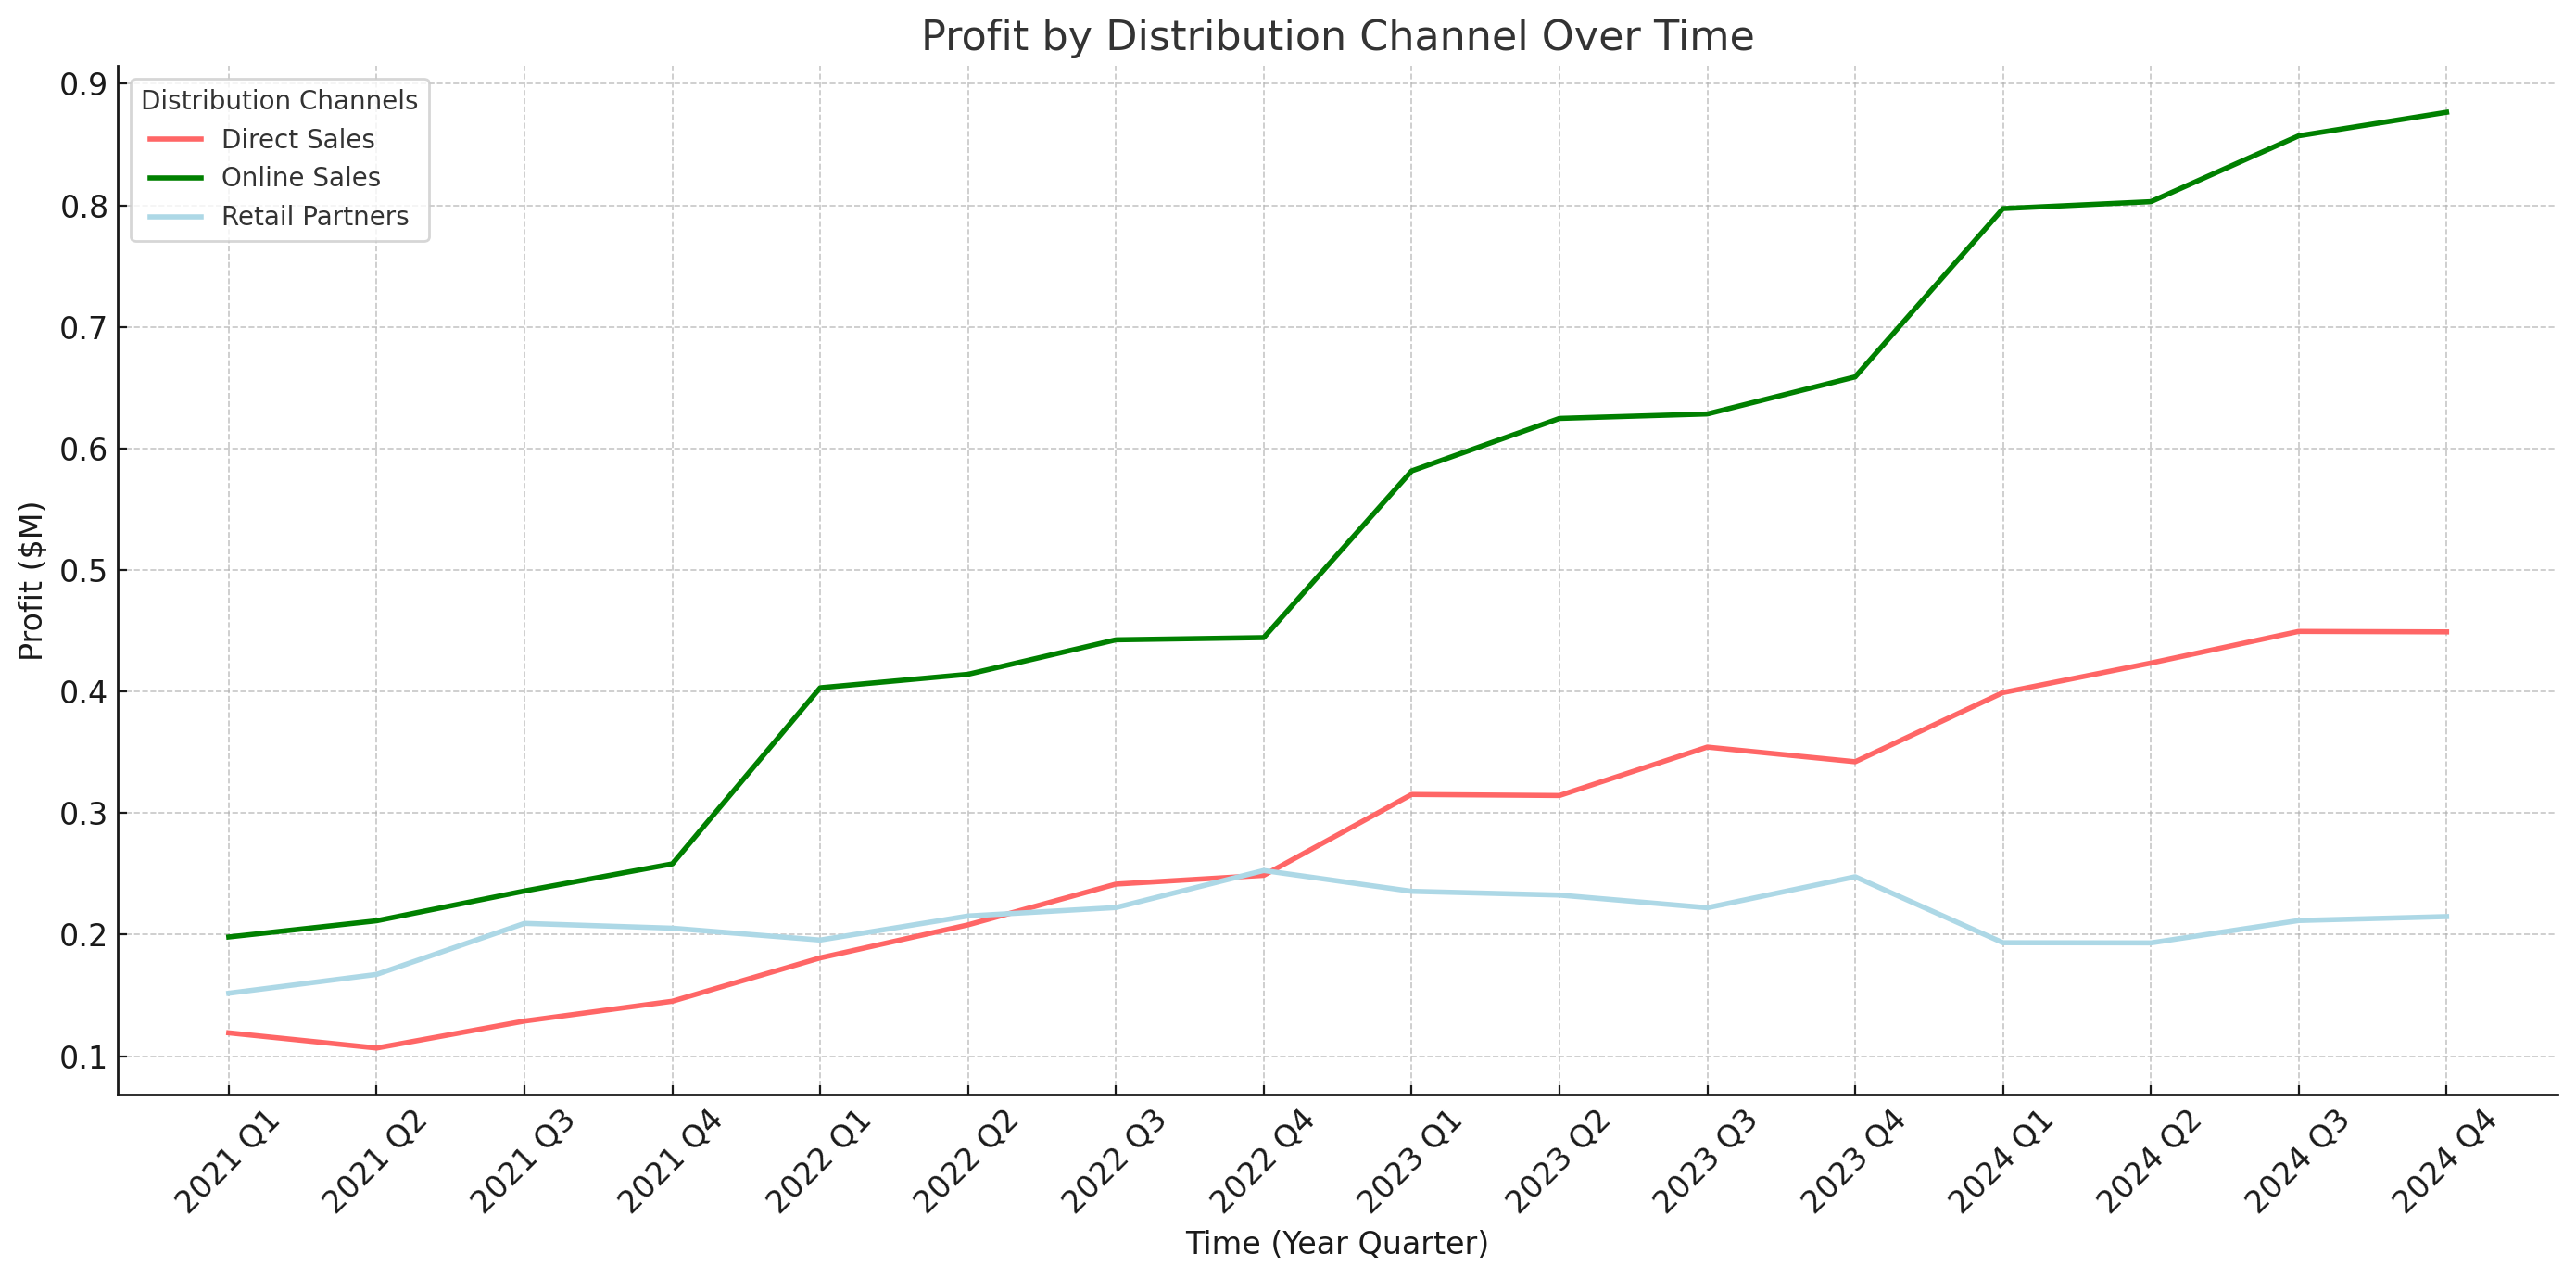 Profit by Distribution Channel Over Time
Distribution Channels
Direct Sales
Online Sales
Retail Partners
Profit ($M)
0.9
0.8
0.7
0.6
0.5
0.4
0.3
0.2
0.1
2021 Q1
2021 Q2
2021 Q3
2021 Q4
2022 Q1
2022 Q2
2022 Q3
2022 Q4
2023 Q1
2023 Q2
2023 Q3
2023 Q4
2024 Q1
2024 Q2
2024 Q3
2024 Q4
Time (Year Quarter)